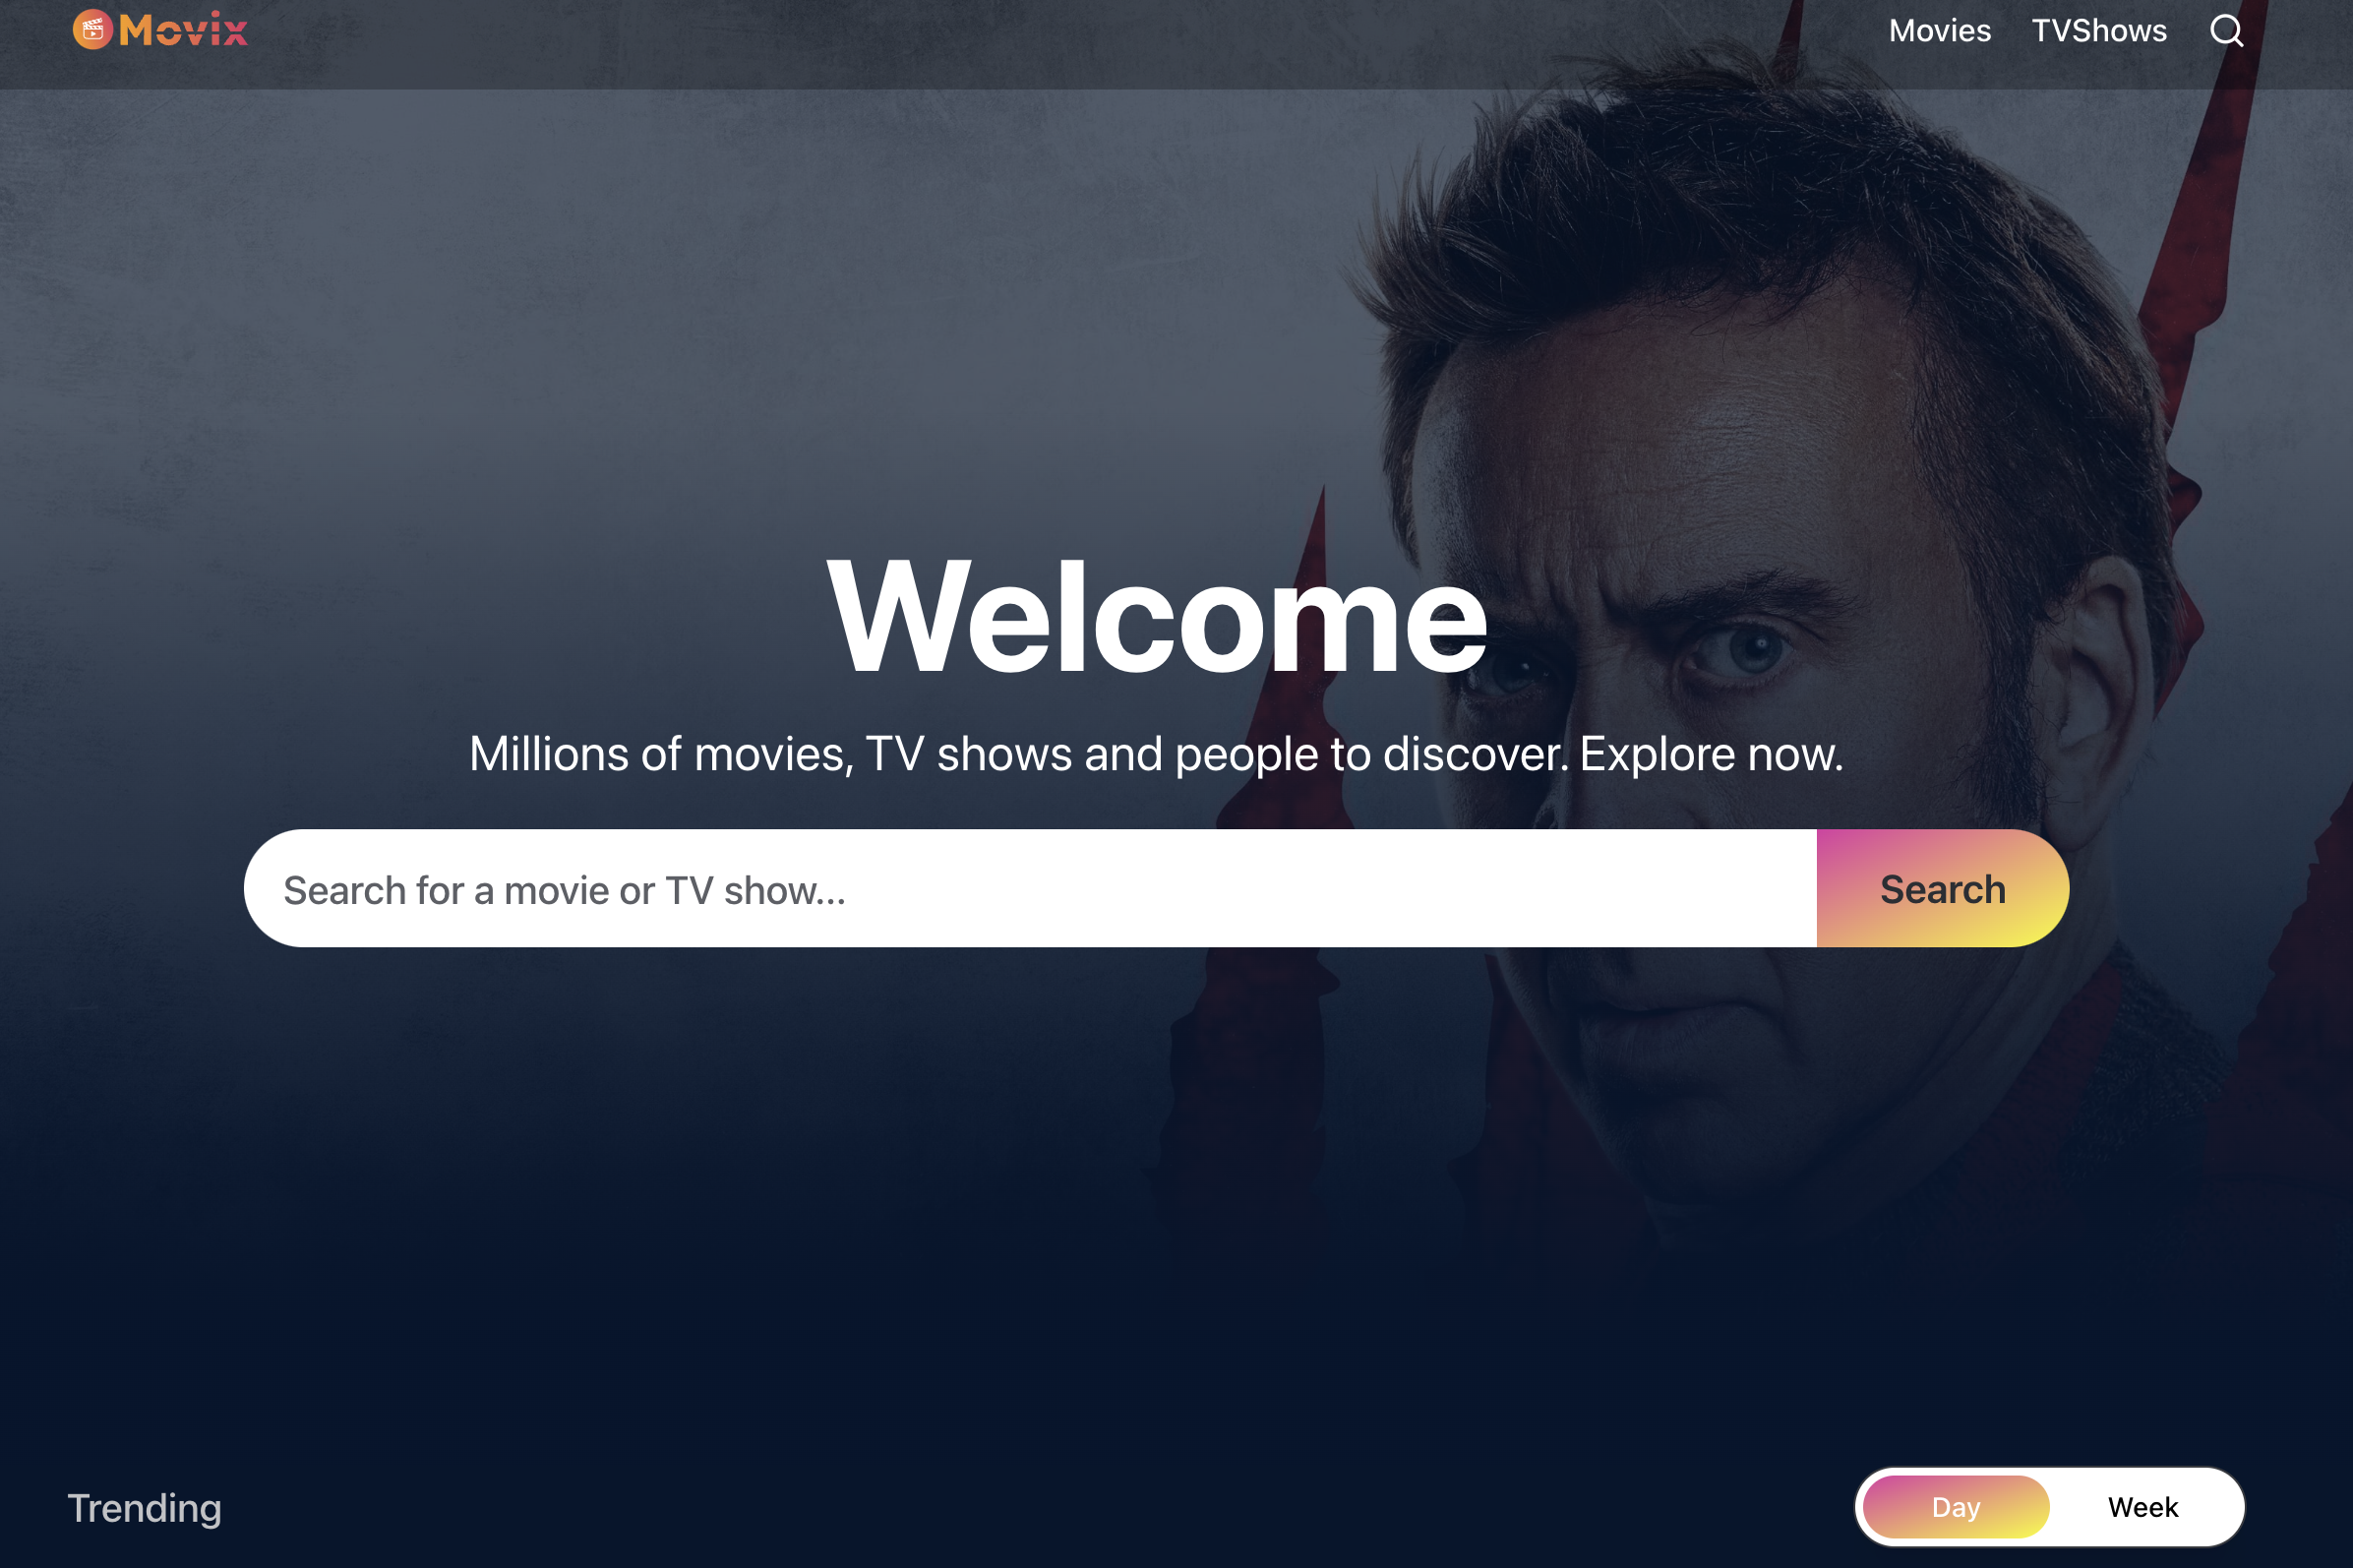 Movix
Movies TVShows
Welcome
Millions of movies, TV shows and people to discover. Explore now.
Search for a movie or TV show...
Search
Trending
Day Week